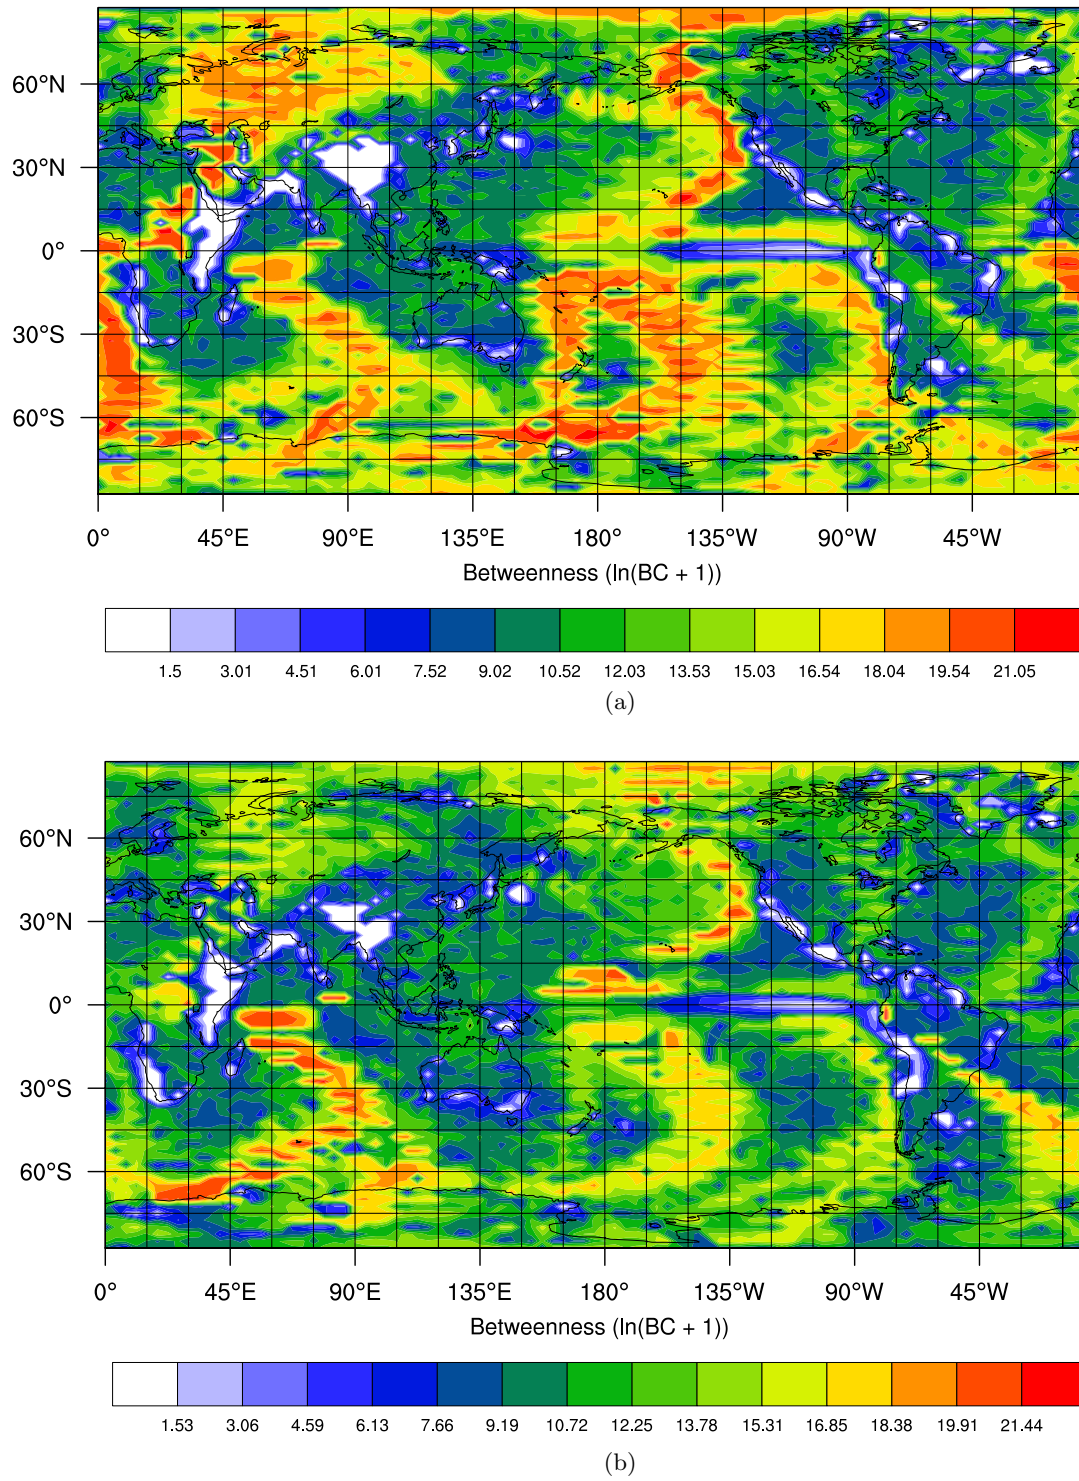 60°N
30°N
0°
30°S
60°S
0° 45°E 90°E 135°E 180° 135°W 90°W 45°W
Betweenness (ln(BC + 1))
1.5 3.01 4.51 6.01 7.52 9.02 10.52 12.03 13.53 15.03 16.54 18.04 19.54 21.05
(a)
60°N
30°N
0°
30°S
60°S
0° 45°E 90°E 135°E 180° 135°W 90°W 45°W
Betweenness (ln(BC + 1))
1.53 3.06 4.59 6.13 7.66 9.19 10.72 12.25 13.78 15.31 16.85 18.38 19.91 21.44
(b)